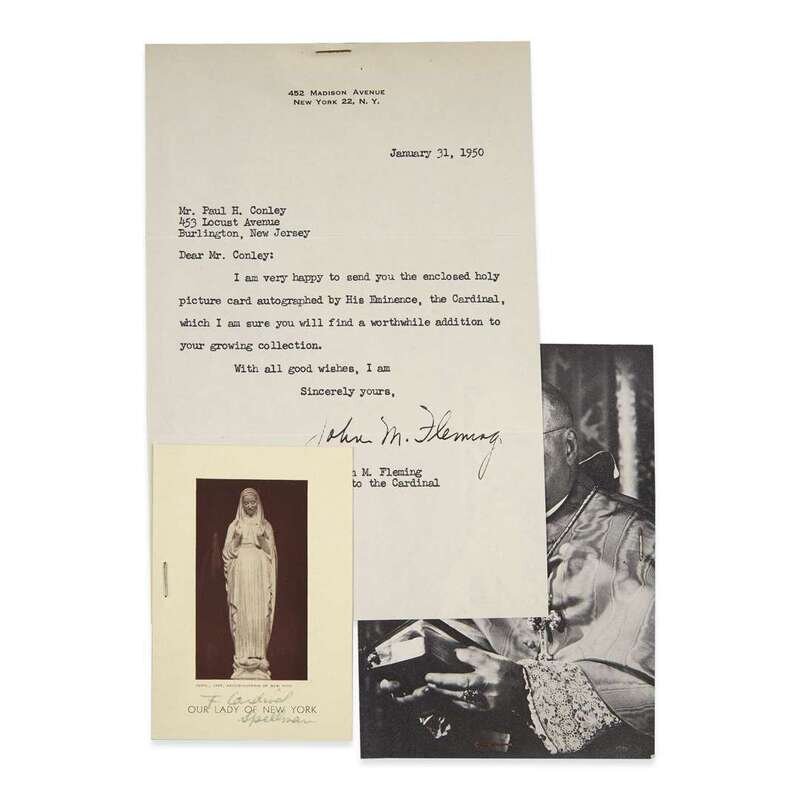 452 Madison Avenue
New York 22, N. Y.
January 31, 1950
Mr. Paul H. Conley
453 Locust Avenue
Burlington, New Jersey
Dear Mr. Conley:
I am very happy to send you the enclosed holy
picture card autographed by His Eminence, the Cardinal,
which I am sure you will find a worthwhile addition to
your growing collection.
With all good wishes, I am
Sincerely yours,
John M. Fleming
n M. Fleming
to the Cardinal
F Cardinal
OUR LADY OF NEW YORK
Spellman